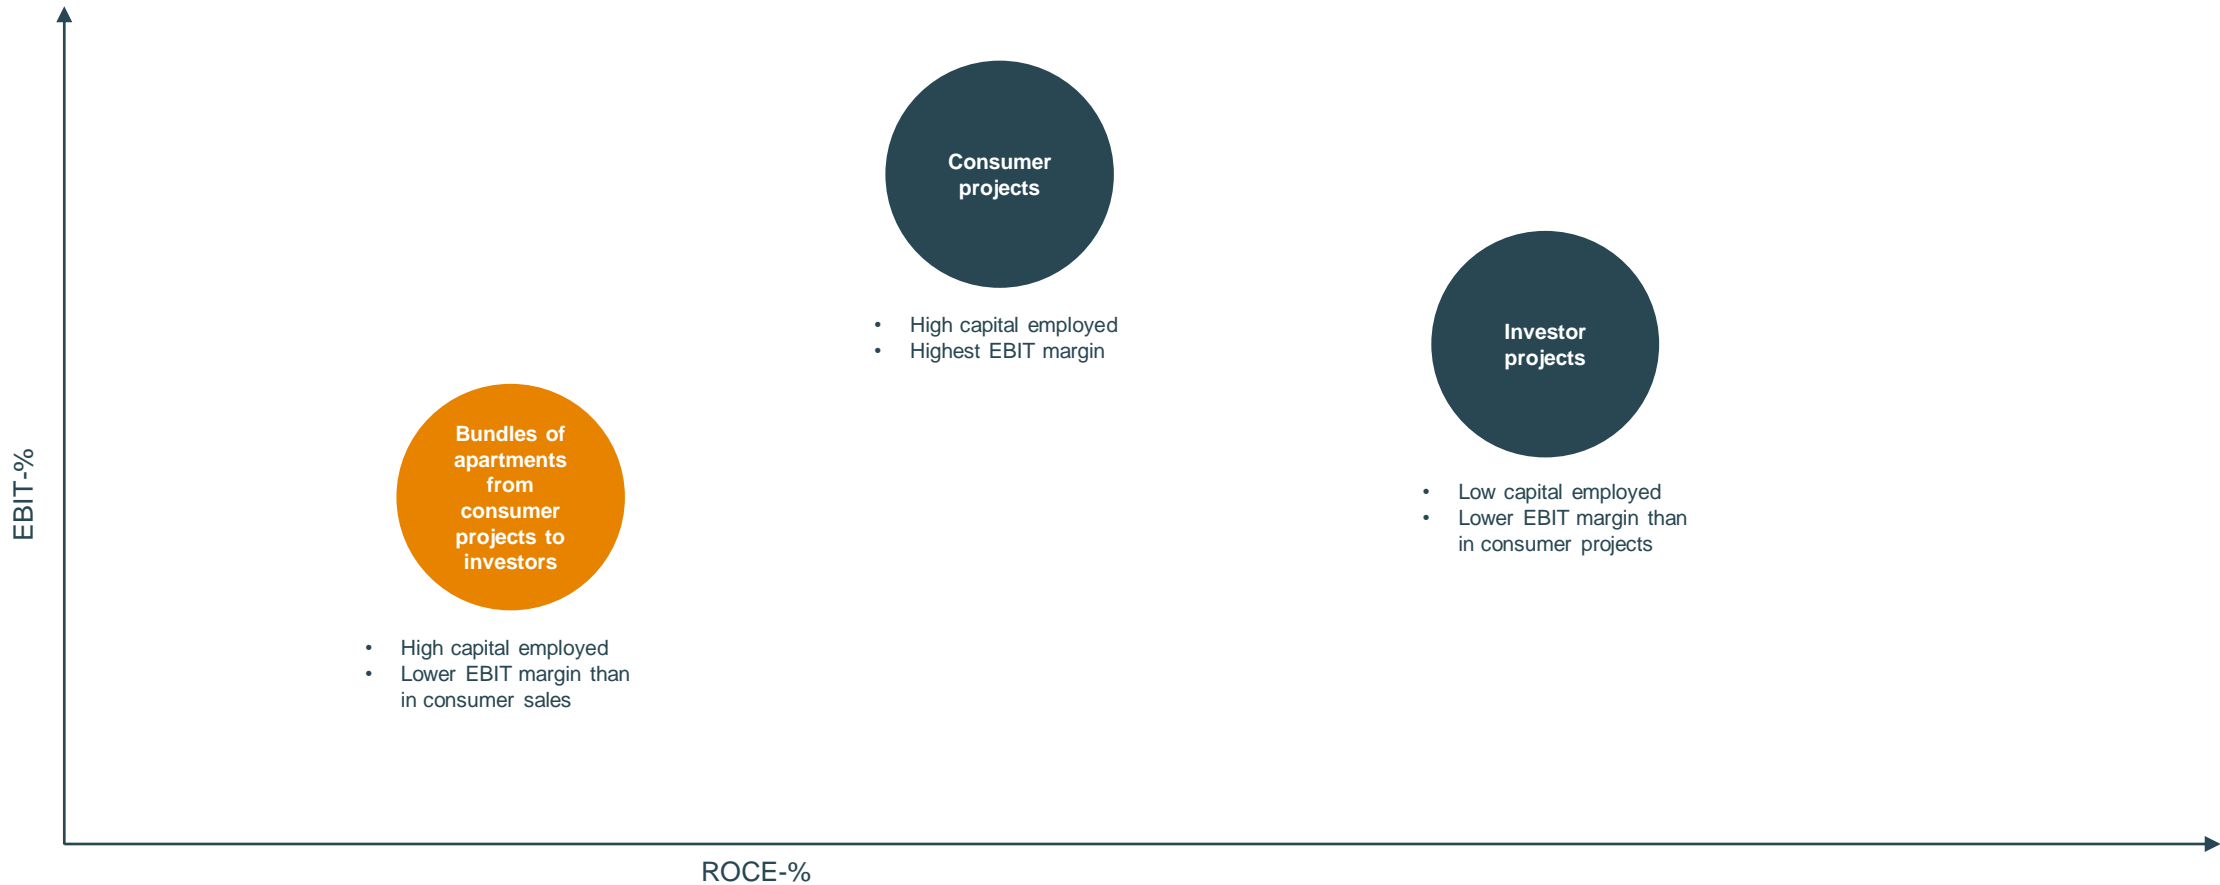 Consumer
projects
• High capital employed
• Highest EBIT margin
Investor
projects
• Low capital employed
• Lower EBIT margin than
in consumer projects
Bundles of
apartments
from
consumer
projects to
investors
• High capital employed
• Lower EBIT margin than
in consumer sales
EBIT-%
ROCE-%